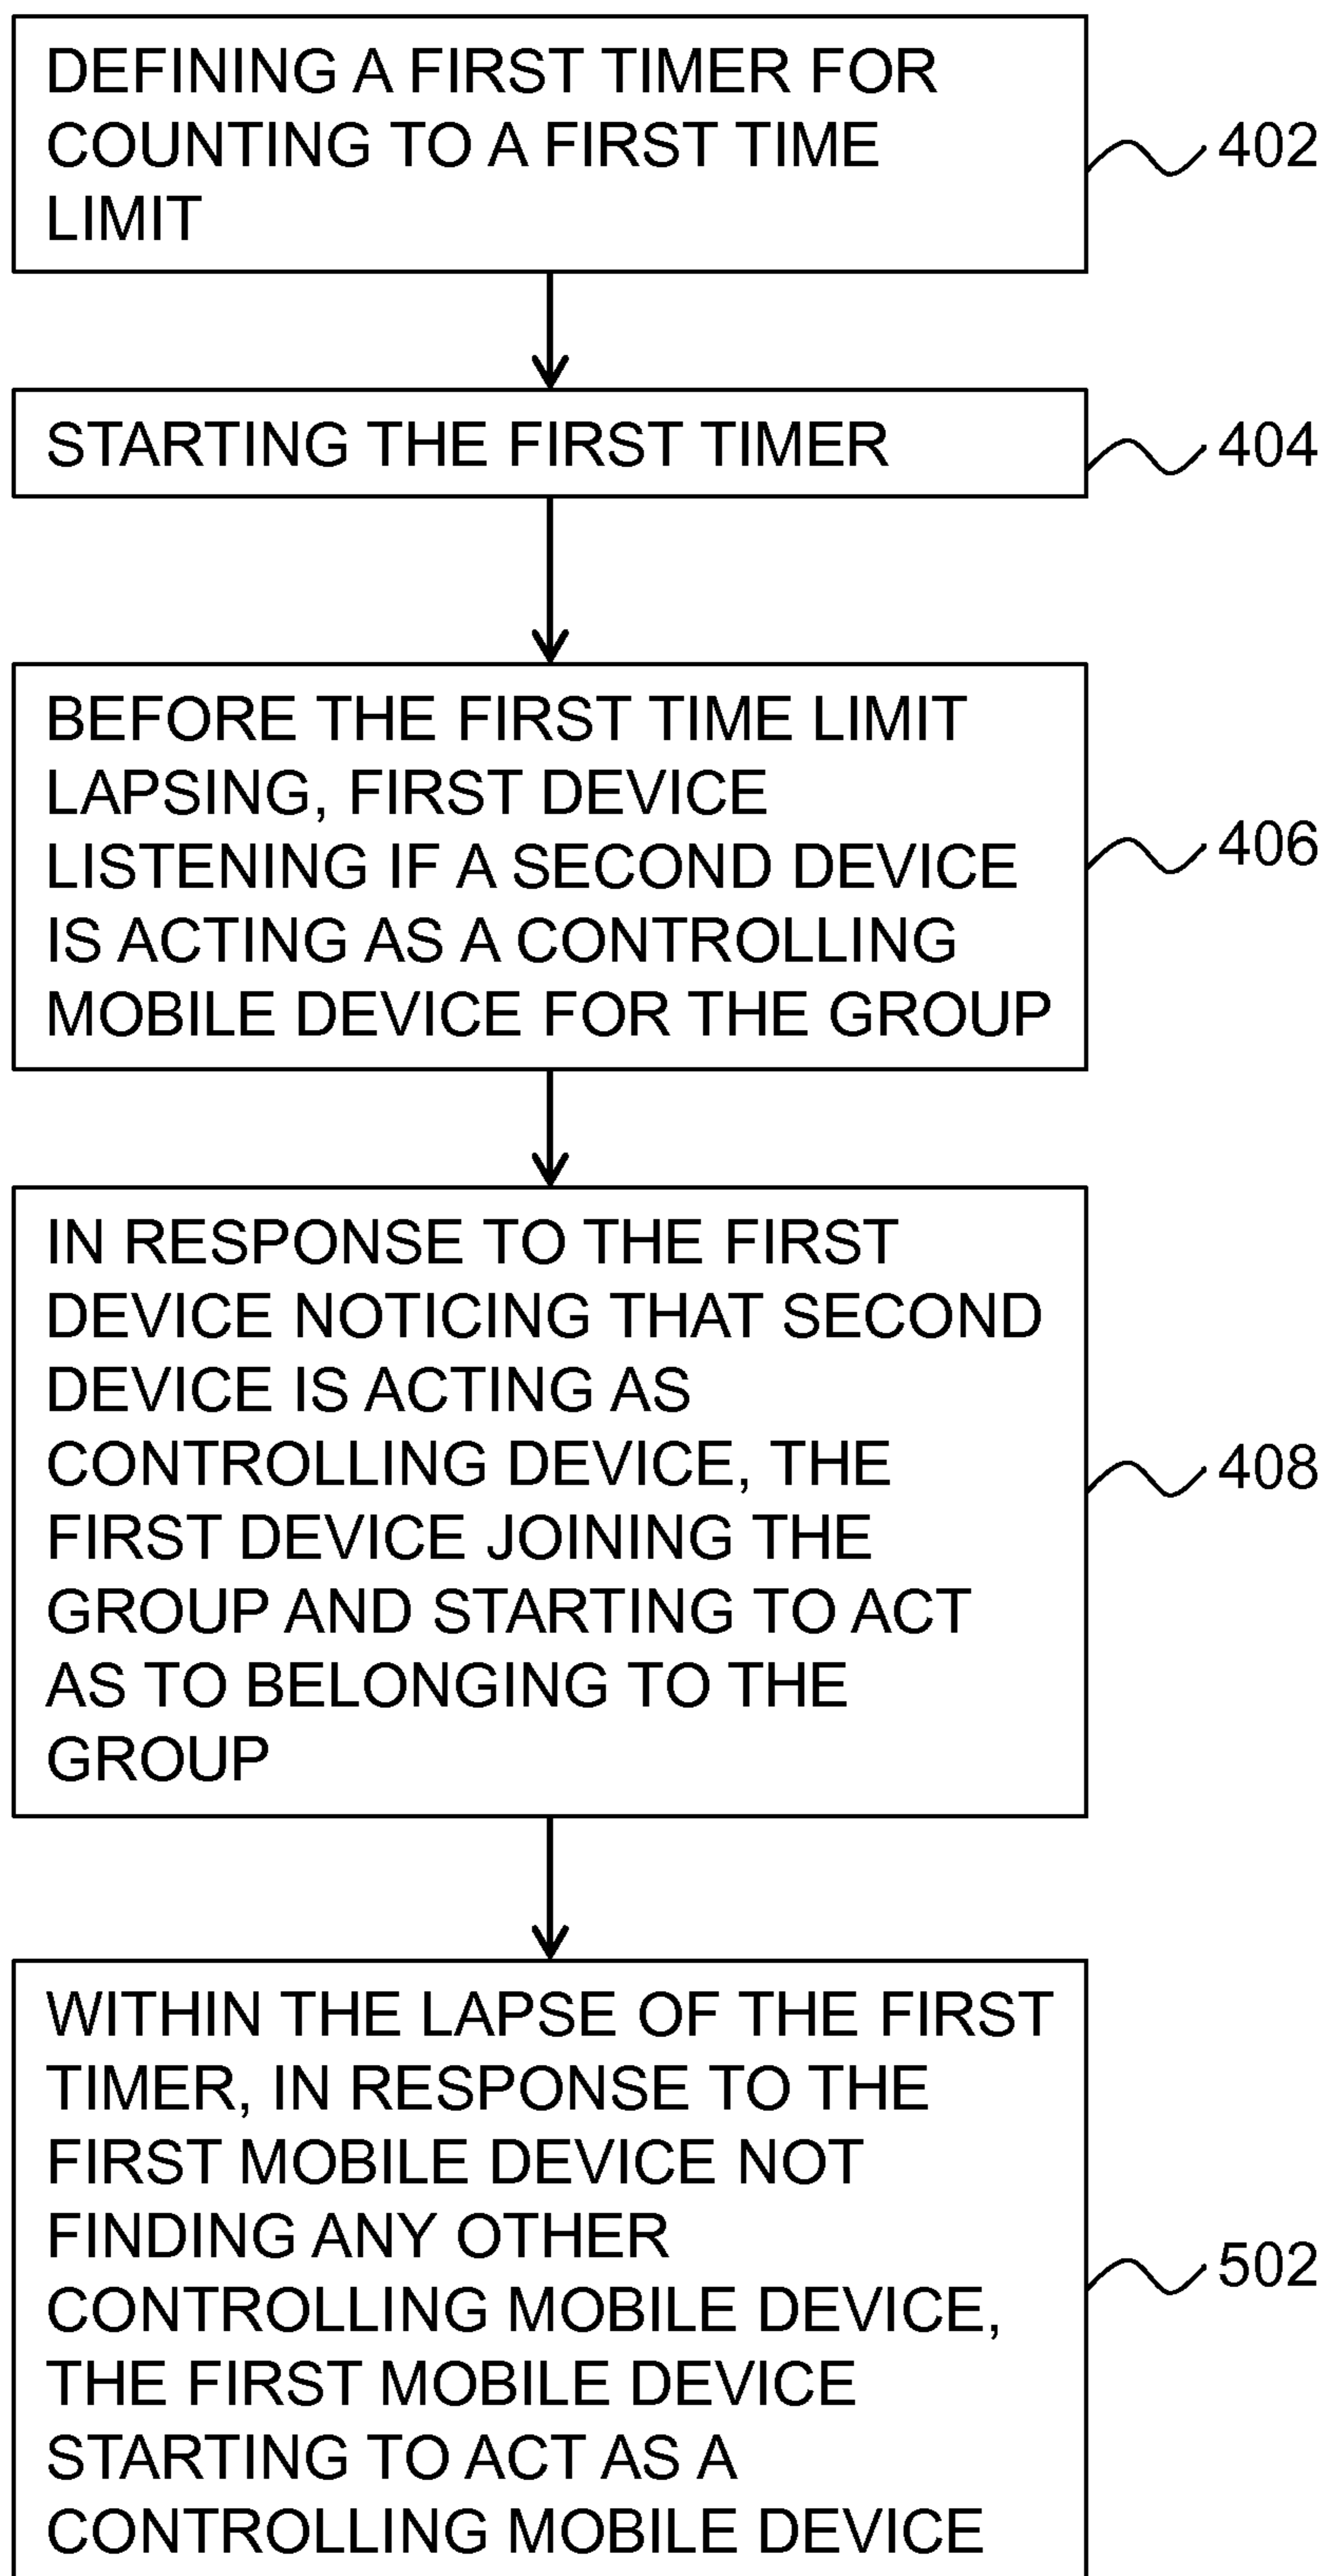 DEFINING A FIRST TIMER FOR
COUNTING TO A FIRST TIME
LIMIT
402
STARTING THE FIRST TIMER
404
BEFORE THE FIRST TIME LIMIT
LAPSING, FIRST DEVICE
LISTENING IF A SECOND DEVICE
IS ACTING AS A CONTROLLING
MOBILE DEVICE FOR THE GROUP
406
IN RESPONSE TO THE FIRST
DEVICE NOTICING THAT SECOND
DEVICE IS ACTING AS
CONTROLLING DEVICE, THE
FIRST DEVICE JOINING THE
GROUP AND STARTING TO ACT
AS TO BELONGING TO THE
GROUP
408
WITHIN THE LAPSE OF THE FIRST
TIMER, IN RESPONSE TO THE
FIRST MOBILE DEVICE NOT
FINDING ANY OTHER
CONTROLLING MOBILE DEVICE,
THE FIRST MOBILE DEVICE
STARTING TO ACT AS A
CONTROLLING MOBILE DEVICE
502